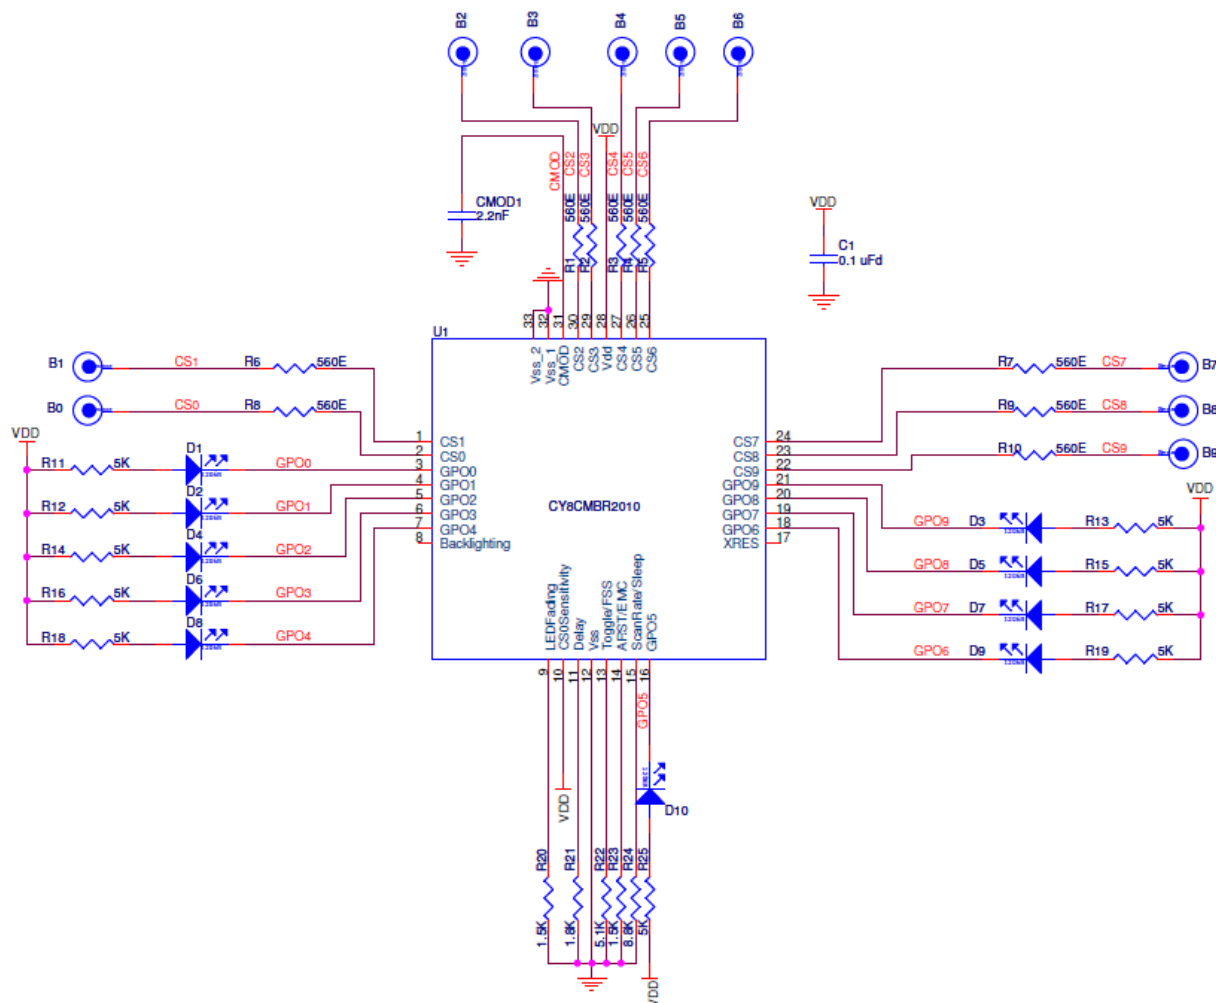 B2 B3 B4 B5 B6
VDD
CMOD CS2 CS3 CS4 CS5 CS6
CMOD1
2.2nF
560E 560E 560E 560E 560E
R1 R2 R3 R4 R5
VDD
C1
0.1 uFd
33 32 31 30 29 28 27 26 25
U1
Vss_2 Vss_1 CMOD CS2 CS3 Vdd CS4 CS5 CS6
B1 CS1 R6 560E
B0 CS0 R8 560E
R7 560E CS7 B7
R9 560E CS8 B8
R10 560E CS9 B9
VDD
R11 5K D1 GPO0
R12 5K D2 GPO1
R14 5K D4 GPO2
R16 5K D6 GPO3
R18 5K D8 GPO4
1 CS1
2 CS0
3 GPO0
4 GPO1
5 GPO2
6 GPO3
7 GPO4
8 Backlighting
CY8CMBR2010
CS7 24
CS8 23
CS9 22
GPO9 21
GPO8 20
GPO7 19
GPO6 18
XRES 17
VDD
GPO9 D3 R13 5K
GPO8 D5 R15 5K
GPO7 D7 R17 5K
GPO6 D9 R19 5K
LEDFading CS0Sensitivity Delay Vss Toggle/FSS ARST/EMC ScanRate/Sleep GPO5
9 10 11 12 13 14 15 16
GPO5
VDD
D10
R20 R21 R22 R23 R24 R25
1.5K 1.8K 5.1K 1.5K 8.8K 5K
VDD